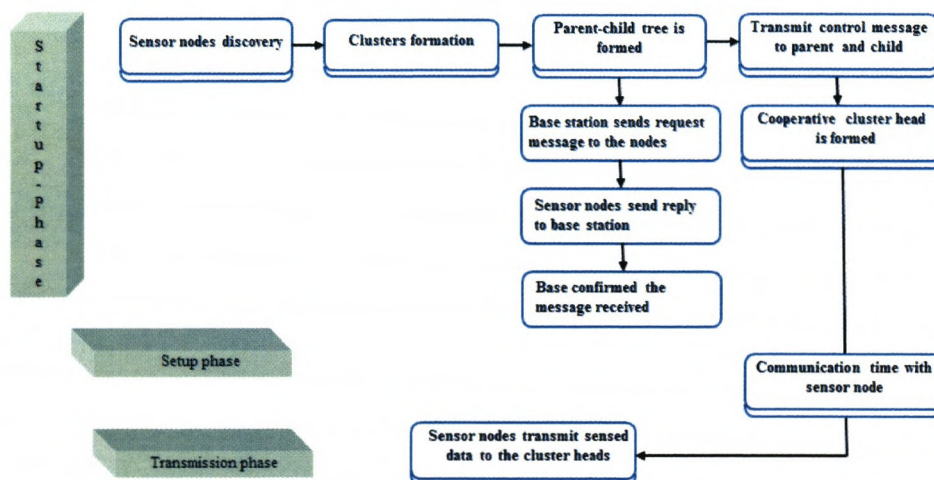 Startup-Phase
Sensor nodes discovery
Clusters formation
Parent-child tree is
formed
Transmit control message
to parent and child
Base station sends request
message to the nodes
Cooperative cluster head
is formed
Sensor nodes send reply
to base station
Base confirmed the
message received
Setup phase
Communication time with
sensor node
Transmission phase
Sensor nodes transmit sensed
data to the cluster heads